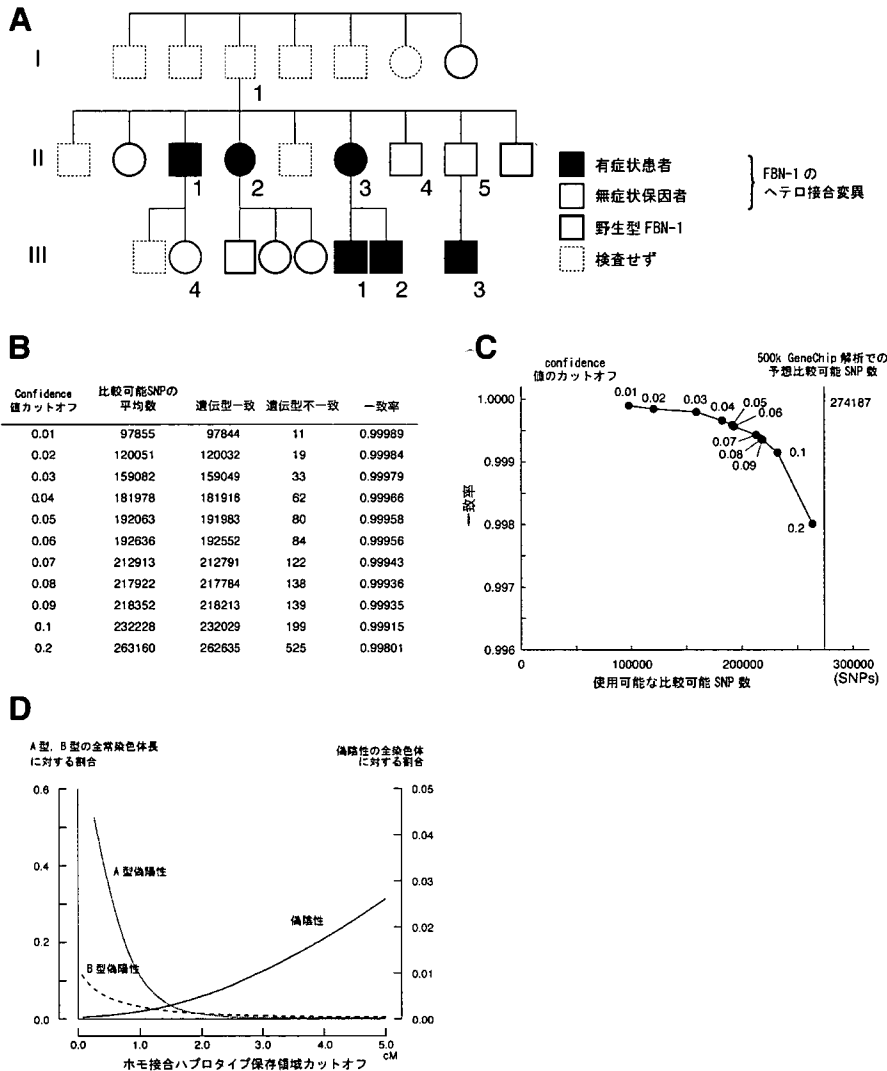 A
I
1
II
1 2 3 4 5
III
4 1 2 3
有症状患者
無症状保因者
野生型 FBN-1
検査せず
FBN-1 の
ヘテロ接合変異
B
Confidence
値カットオフ
比較可能SNPの
平均数
遺伝型一致
遺伝型不一致
一致率
0.01 97855 97844 11 0.99989
0.02 120051 120032 19 0.99984
0.03 159082 159049 33 0.99979
0.04 181978 181916 62 0.99966
0.05 192063 191983 80 0.99958
0.06 192636 192552 84 0.99956
0.07 212913 212791 122 0.99943
0.08 217922 217784 138 0.99936
0.09 218352 218213 139 0.99935
0.1 232228 232029 199 0.99915
0.2 263160 262635 525 0.99801
C
confidence
値のカットオフ
500k GeneChip 解析での
予想比較可能 SNP 数
274187
1.0000
0.999
0.998
0.997
0.996
一致率
0.01
0.02
0.03
0.04
0.05
0.06
0.07
0.08
0.09
0.1
0.2
0 100000 200000 300000
(SNPs)
使用可能な比較可能 SNP 数
D
A 型, B 型の全常染色体長
に対する割合
偽陰性の全染色体
に対する割合
0.6
0.4
0.2
0.0
0.05
0.04
0.03
0.02
0.01
0.00
A 型偽陽性
B 型偽陽性
偽陰性
0.0 1.0 2.0 3.0 4.0 5.0
cM
ホモ接合ハプロタイプ保存領域カットオフ